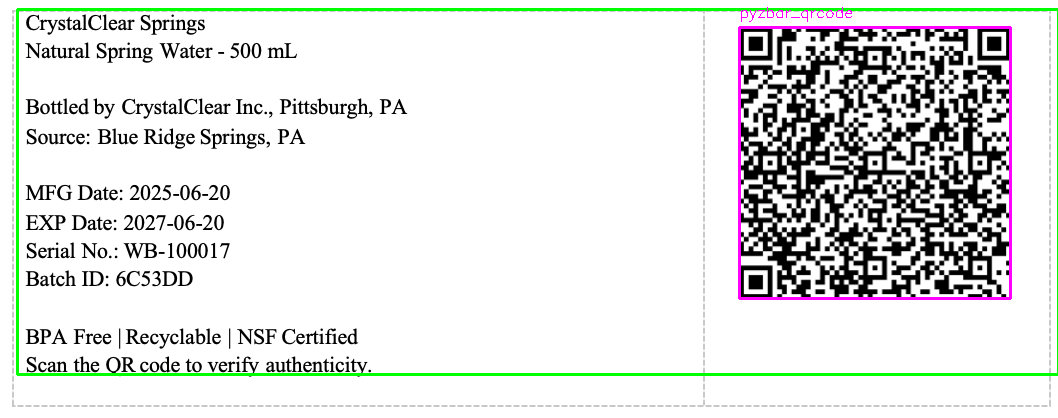 CrystalClear Springs
Natural Spring Water - 500 mL
Bottled by CrystalClear Inc., Pittsburgh, PA
Source: Blue Ridge Springs, PA
MFG Date: 2025-06-20
EXP Date: 2027-06-20
Serial No.: WB-100017
Batch ID: 6C53DD
BPA Free | Recyclable | NSF Certified
Scan the QR code to verify authenticity.
pyzbar_qrcode